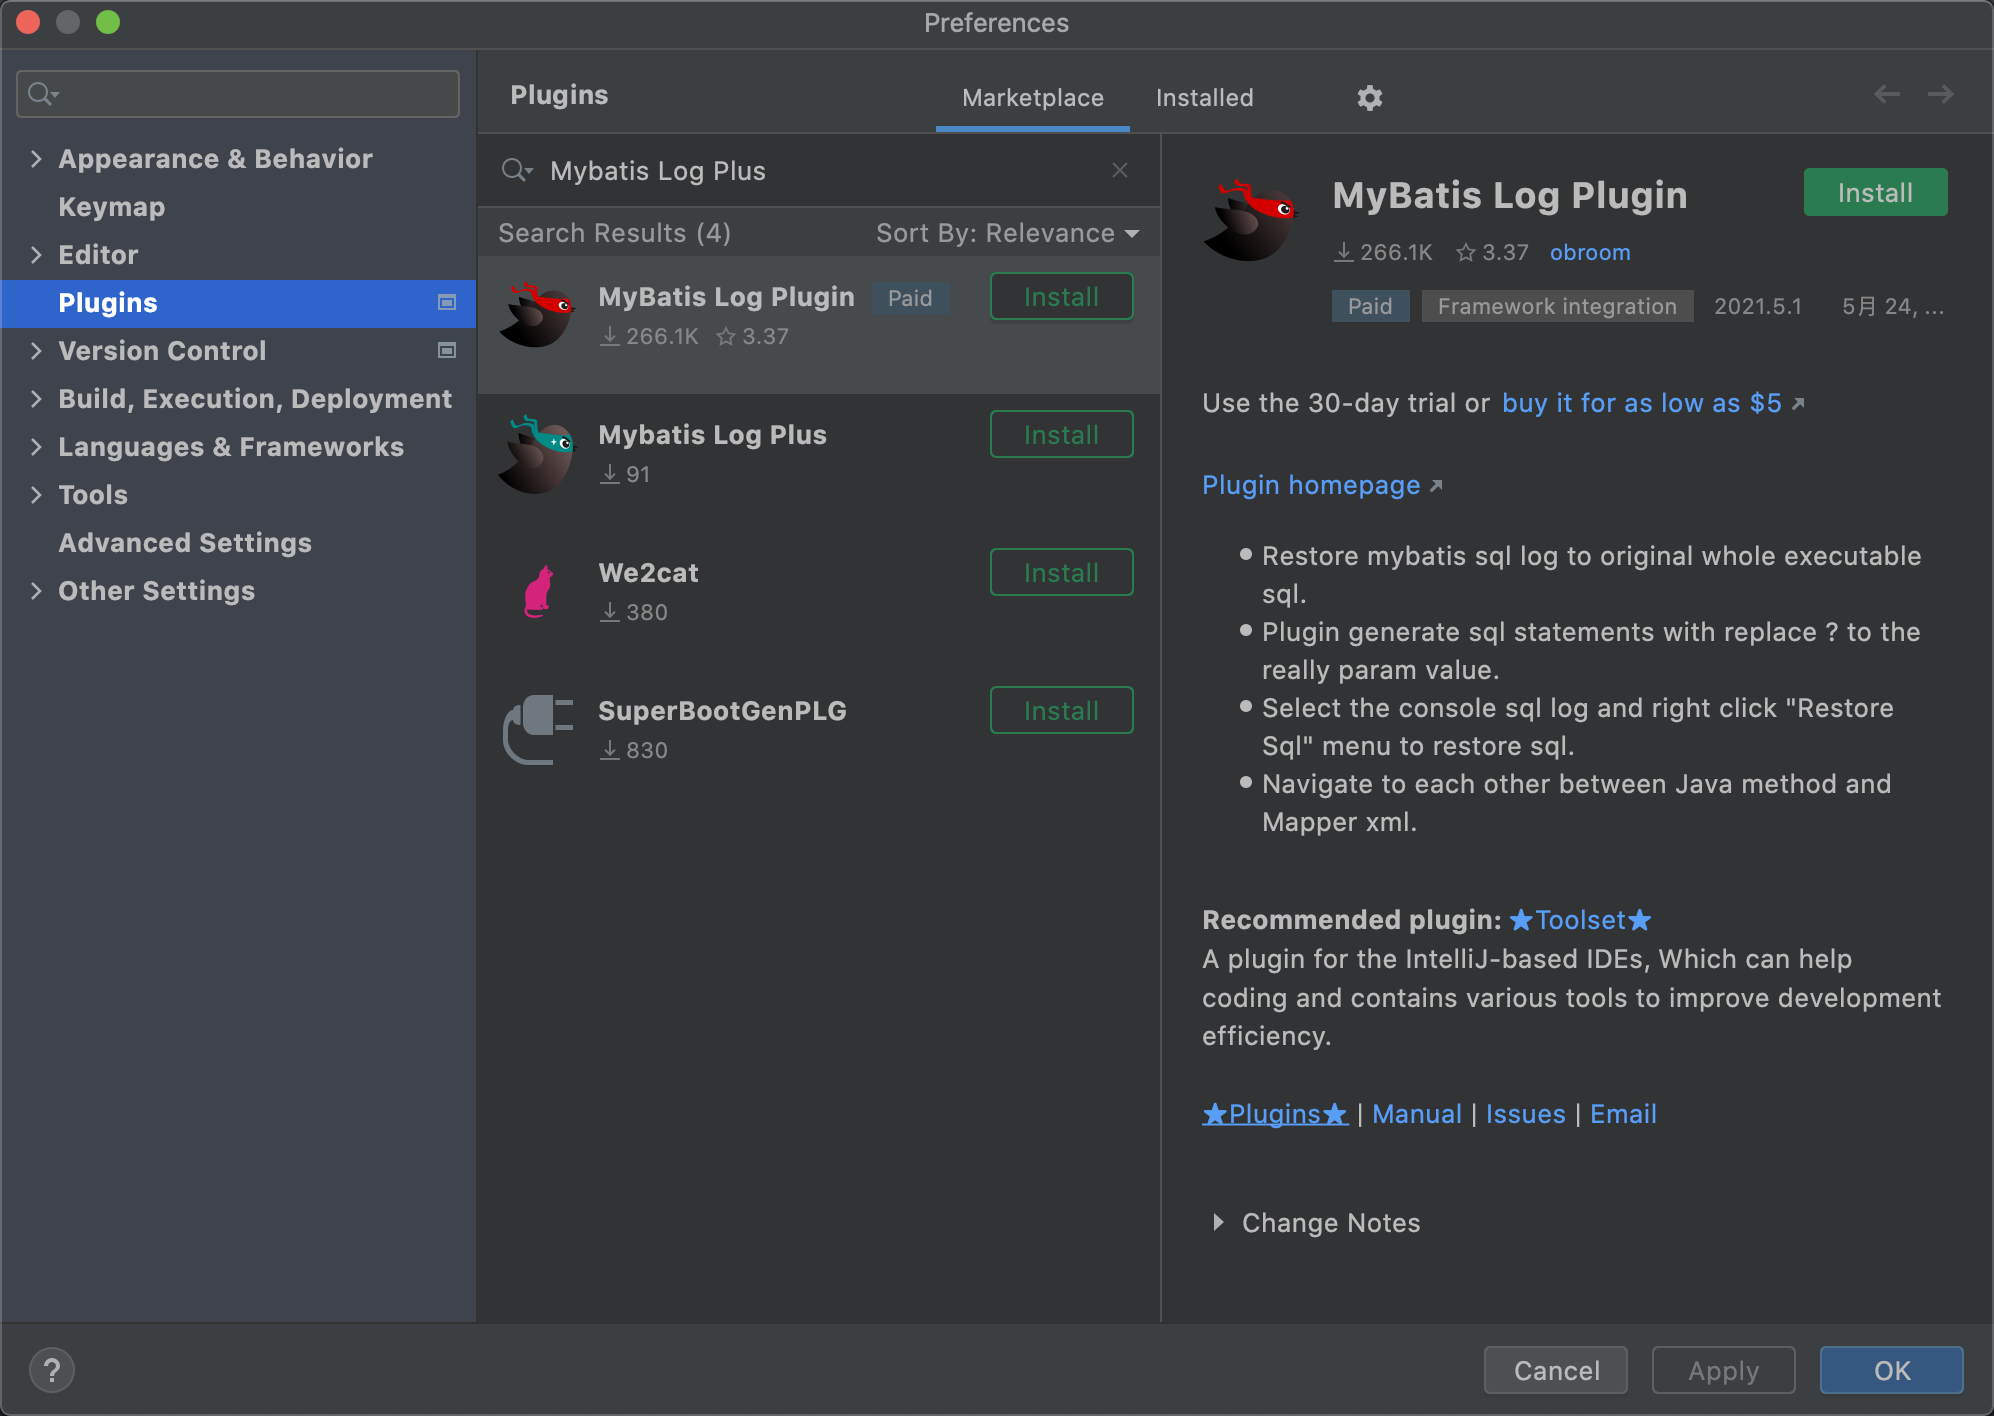 Preferences
Appearance & Behavior
Keymap
Editor
Plugins
Version Control
Build, Execution, Deployment
Languages & Frameworks
Tools
Advanced Settings
Other Settings
Plugins
Marketplace
Installed
Mybatis Log Plus
Search Results (4)
Sort By: Relevance
MyBatis Log Plugin
Paid
Install
266.1K
3.37
Mybatis Log Plus
Install
91
We2cat
Install
380
SuperBootGenPLG
Install
830
MyBatis Log Plugin
Install
266.1K
3.37
obroom
Paid
Framework integration
2021.5.1
5月 24, ...
Use the 30-day trial or buy it for as low as $5
Plugin homepage
Restore mybatis sql log to original whole executable
sql.
Plugin generate sql statements with replace ? to the
really param value.
Select the console sql log and right click "Restore
Sql" menu to restore sql.
Navigate to each other between Java method and
Mapper xml.
Recommended plugin: ★Toolset★
A plugin for the IntelliJ-based IDEs, Which can help
coding and contains various tools to improve development
efficiency.
★Plugins★ | Manual | Issues | Email
Change Notes
?
Cancel
Apply
OK